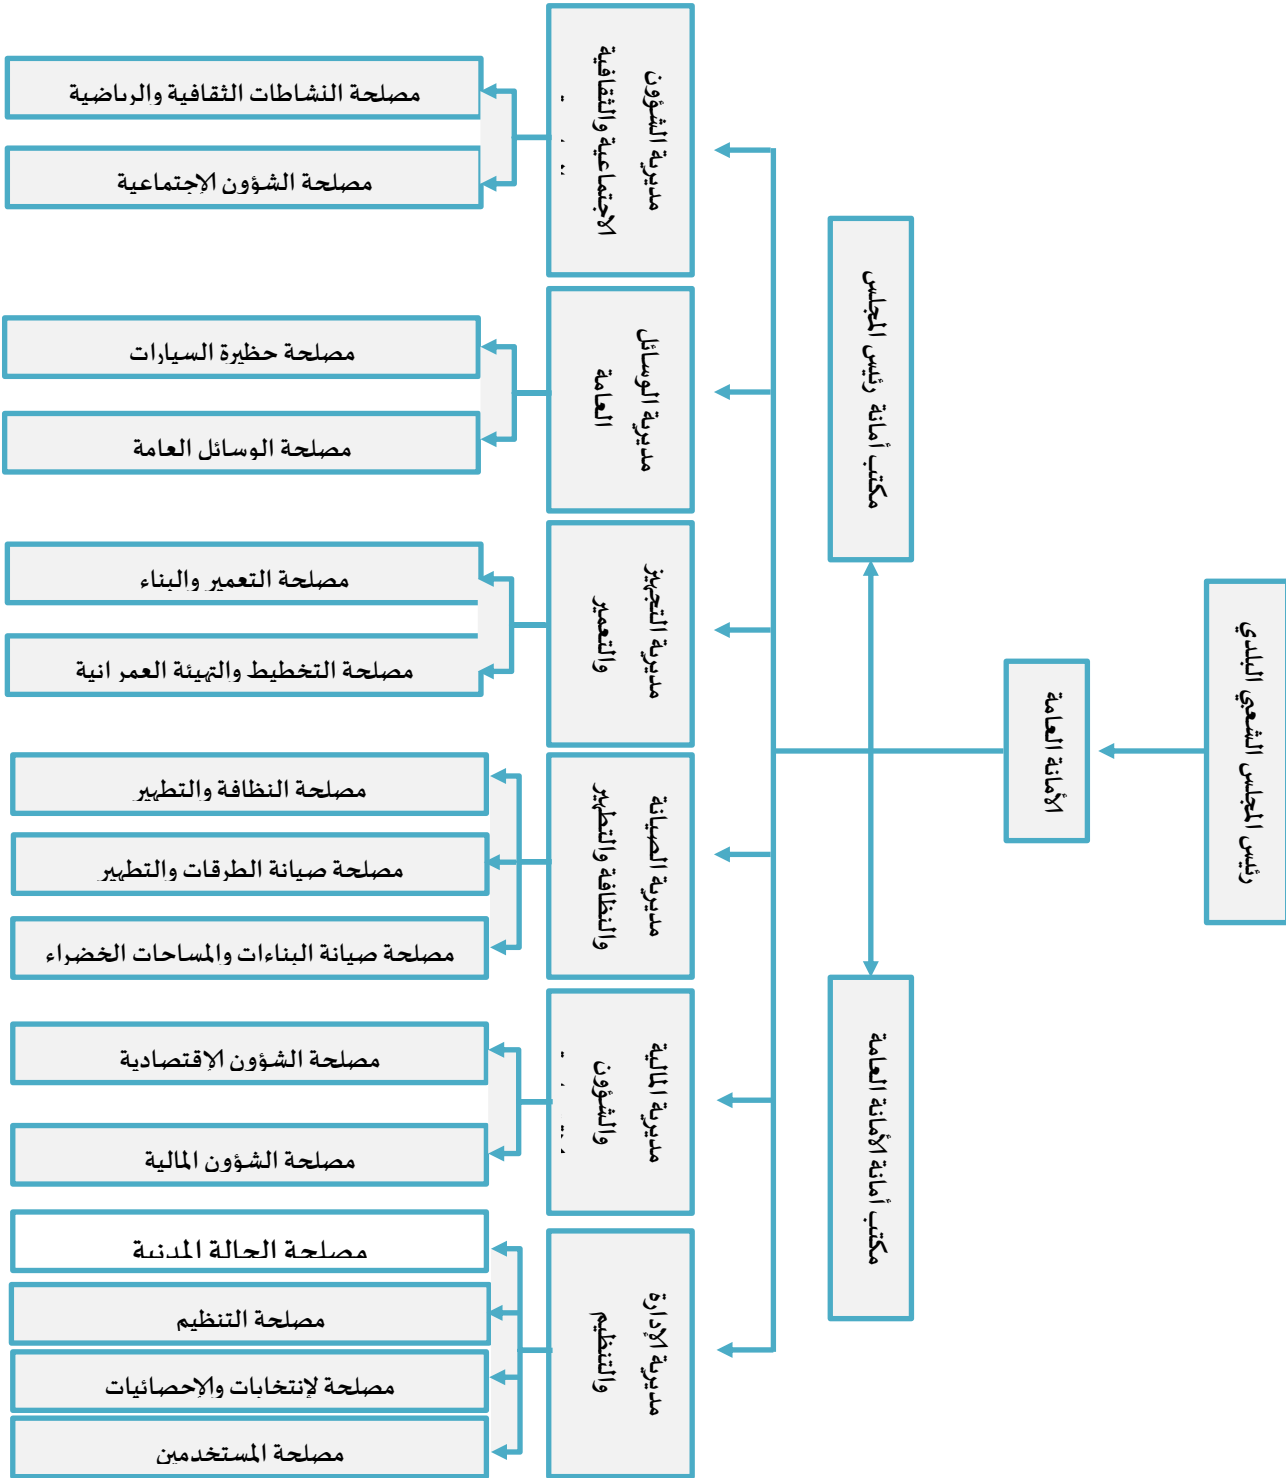 رئيس المجلس الشعبي البلدي
الأمانة العامة
مكتب أمانة رئيس المجلس
مكتب أمانة الأمانة العامة
مديرية الشؤون
الاجتماعية والثقافية
مصلحة النشاطات الثقافية والرياضية
مصلحة الشؤون الإجتماعية
مديرية الوسائل
العامة
مصلحة حظيرة السيارات
مصلحة الوسائل العامة
مديرية التجهيز
والتعمير
مصلحة التعمير والبناء
مصلحة التخطيط والتهيئة العمرانية
مديرية الصيانة
والنظافة والتطهير
مصلحة النظافة والتطهير
مصلحة صيانة الطرقات والتطهير
مصلحة صيانة البناءات والمساحات الخضراء
مديرية المالية
والشؤون
مصلحة الشؤون الإقتصادية
مصلحة الشؤون المالية
مديرية الإدارة
والتنظيم
مصلحة الحالة المدنية
مصلحة التنظيم
مصلحة لإنتخابات والإحصائيات
مصلحة المستخدمين